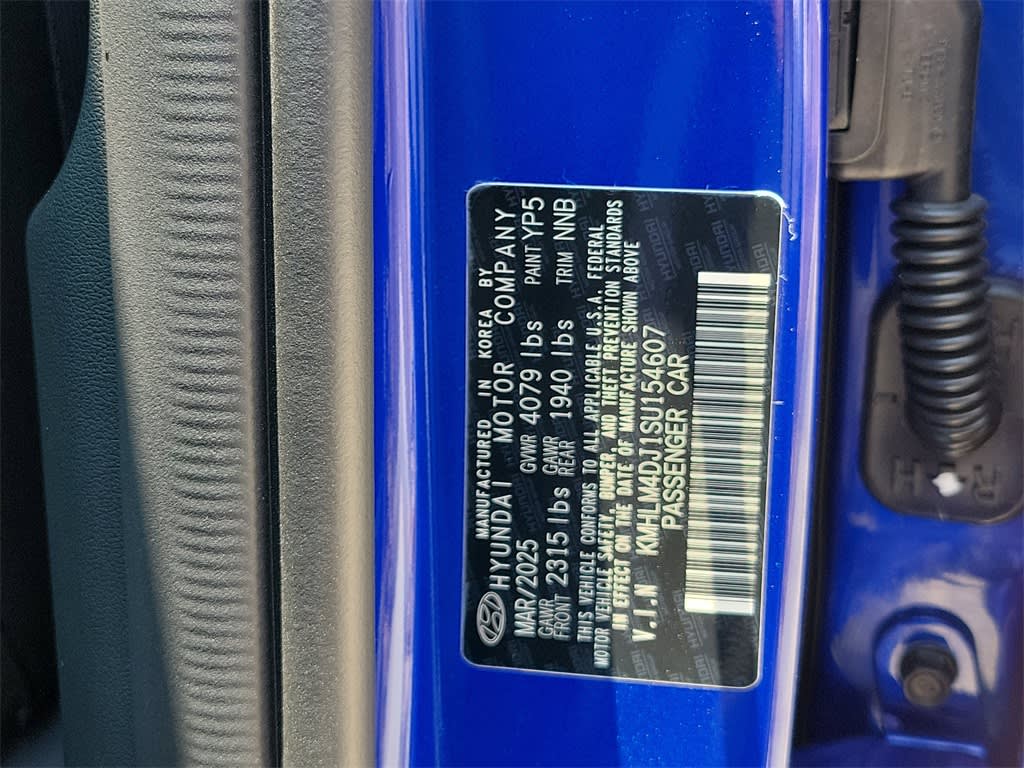 MANUFACTURED IN KOREA BY
HYUNDAI MOTOR COMPANY
MAR/2025 GVWR 4079 lbs PAINT YP5
GAWR FRONT 2315 lbs GAWR REAR 1940 lbs TRIM NNB
THIS VEHICLE CONFORMS TO ALL APPLICABLE U.S.A. FEDERAL
MOTOR VEHICLE SAFETY, BUMPER, AND THEFT PREVENTION STANDARDS
IN EFFECT ON THE DATE OF MANUFACTURE SHOWN ABOVE
V.I.N KMHLM4DJ1SU154607
PASSENGER CAR
HYUNDAI
RH